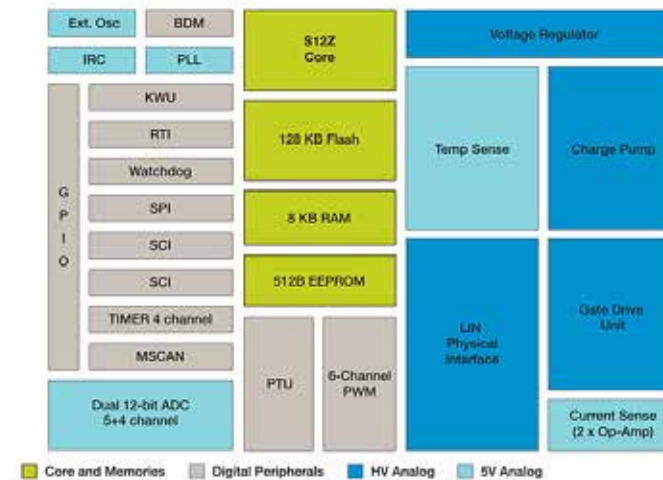 Ext. Osc
BDM
IRC
PLL
S12Z
Core
Voltage Regulator
KWU
RTI
Watchdog
SPI
SCI
SCI
TIMER 4 channel
MSCAN
GPIO
128 KB Flash
8 KB RAM
512B EEPROM
Temp Sense
Charge Pump
LIN
Physical
Interface
Gate Drive
Unit
Dual 12-bit ADC
5+4 channel
PTU
6-Channel
PWM
Current Sense
(2 x Op-Amp)
Core and Memories
Digital Peripherals
HV Analog
5V Analog